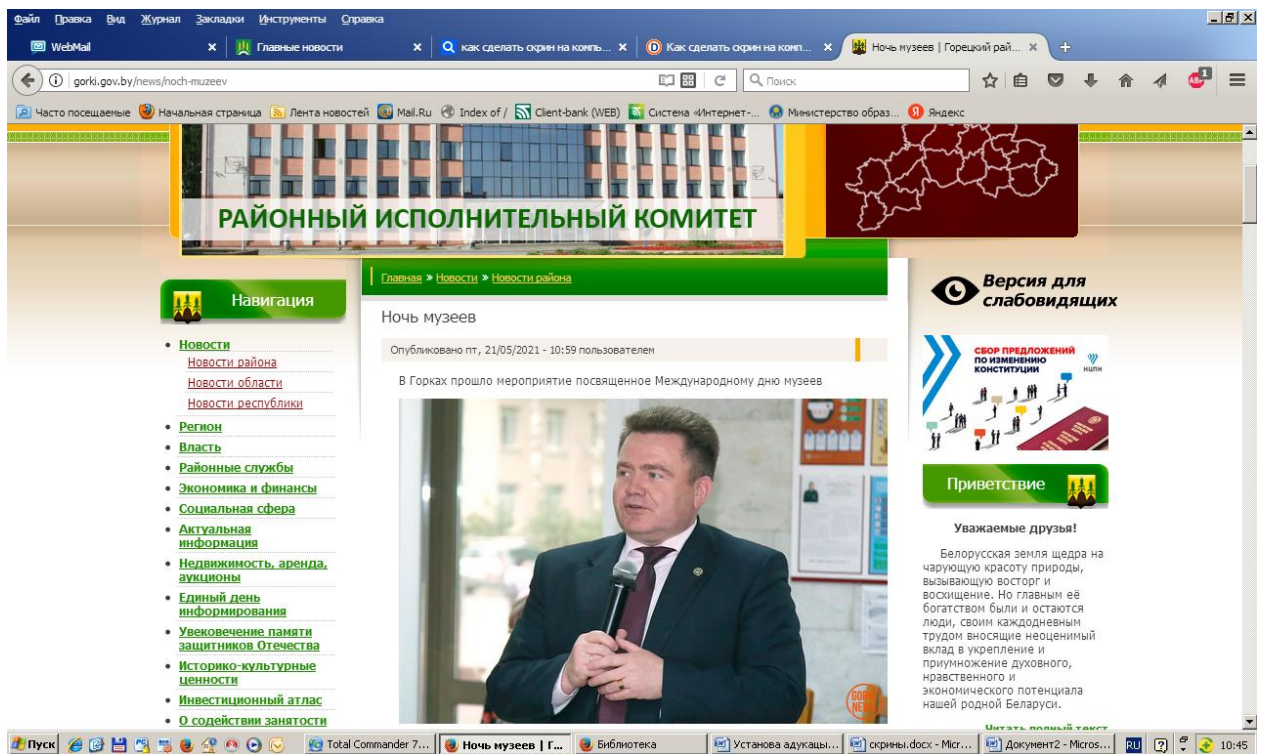 Файл Правка Вид Журнал Закладки Инструменты Справка
WebMail
Главные новости
как сделать скрин на компь...
Как сделать скрин на комп...
Ночь музеев | Горецкий рай...
gorki.gov.by/news/noch-muzeev
Поиск
ABP 1
Часто посещаемые Начальная страница Лента новостей Mail.Ru Index of / Client-bank (WEB) Система «Интернет-... Министерство образ... Яндекс
РАЙОННЫЙ ИСПОЛНИТЕЛЬНЫЙ КОМИТЕТ
Главная » Новости » Новости района
Навигация
Новости
Новости района
Новости области
Новости республики
Регион
Власть
Районные службы
Экономика и финансы
Социальная сфера
Актуальная
информация
Недвижимость, аренда,
аукционы
Единый день
информирования
Увековечение памяти
защитников Отечества
Историко-культурные
ценности
Инвестиционный атлас
О содействии занятости
Ночь музеев
Опубликовано пт, 21/05/2021 - 10:59 пользователем
В Горках прошло мероприятие посвященное Международному дню музеев
Версия для
слабовидящих
СБОР ПРЕДЛОЖЕНИЙ
ПО ИЗМЕНЕНИЮ
КОНСТИТУЦИИ
НЦПИ
Приветствие
Уважаемые друзья!
Белорусская земля щедра на
чарующую красоту природы,
вызывающую восторг и
восхищение. Но главным её
богатством были и остаются
люди, своим каждодневным
трудом вносящие неоценимый
вклад в укрепление и
приумножение духовного,
нравственного и
экономического потенциала
нашей родной Беларуси.
Читать полный текст
Пуск
Total Commander 7...
Ночь музеев | Г...
Библиотека
Установа адукацы...
скрины.docx - Micr...
Документ2 - Micros...
RU
10:45